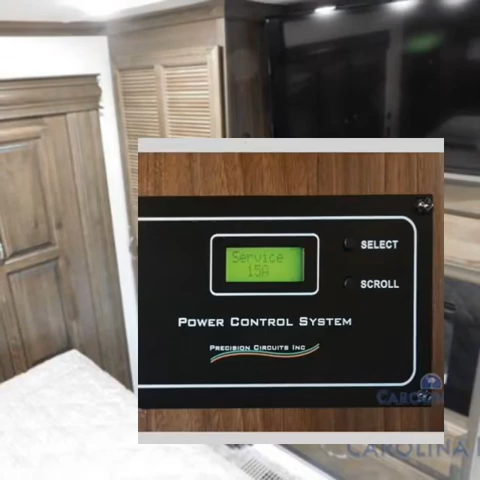 Service
15A
SELECT
SCROLL
POWER CONTROL SYSTEM
PRECISION CIRCUITS INC
CAROLINA